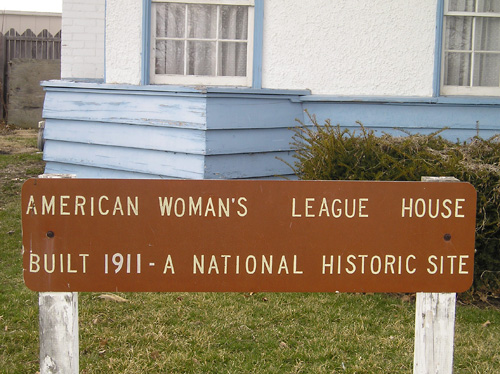 AMERICAN WOMAN'S LEAGUE HOUSE
BUILT 1911 - A NATIONAL HISTORIC SITE